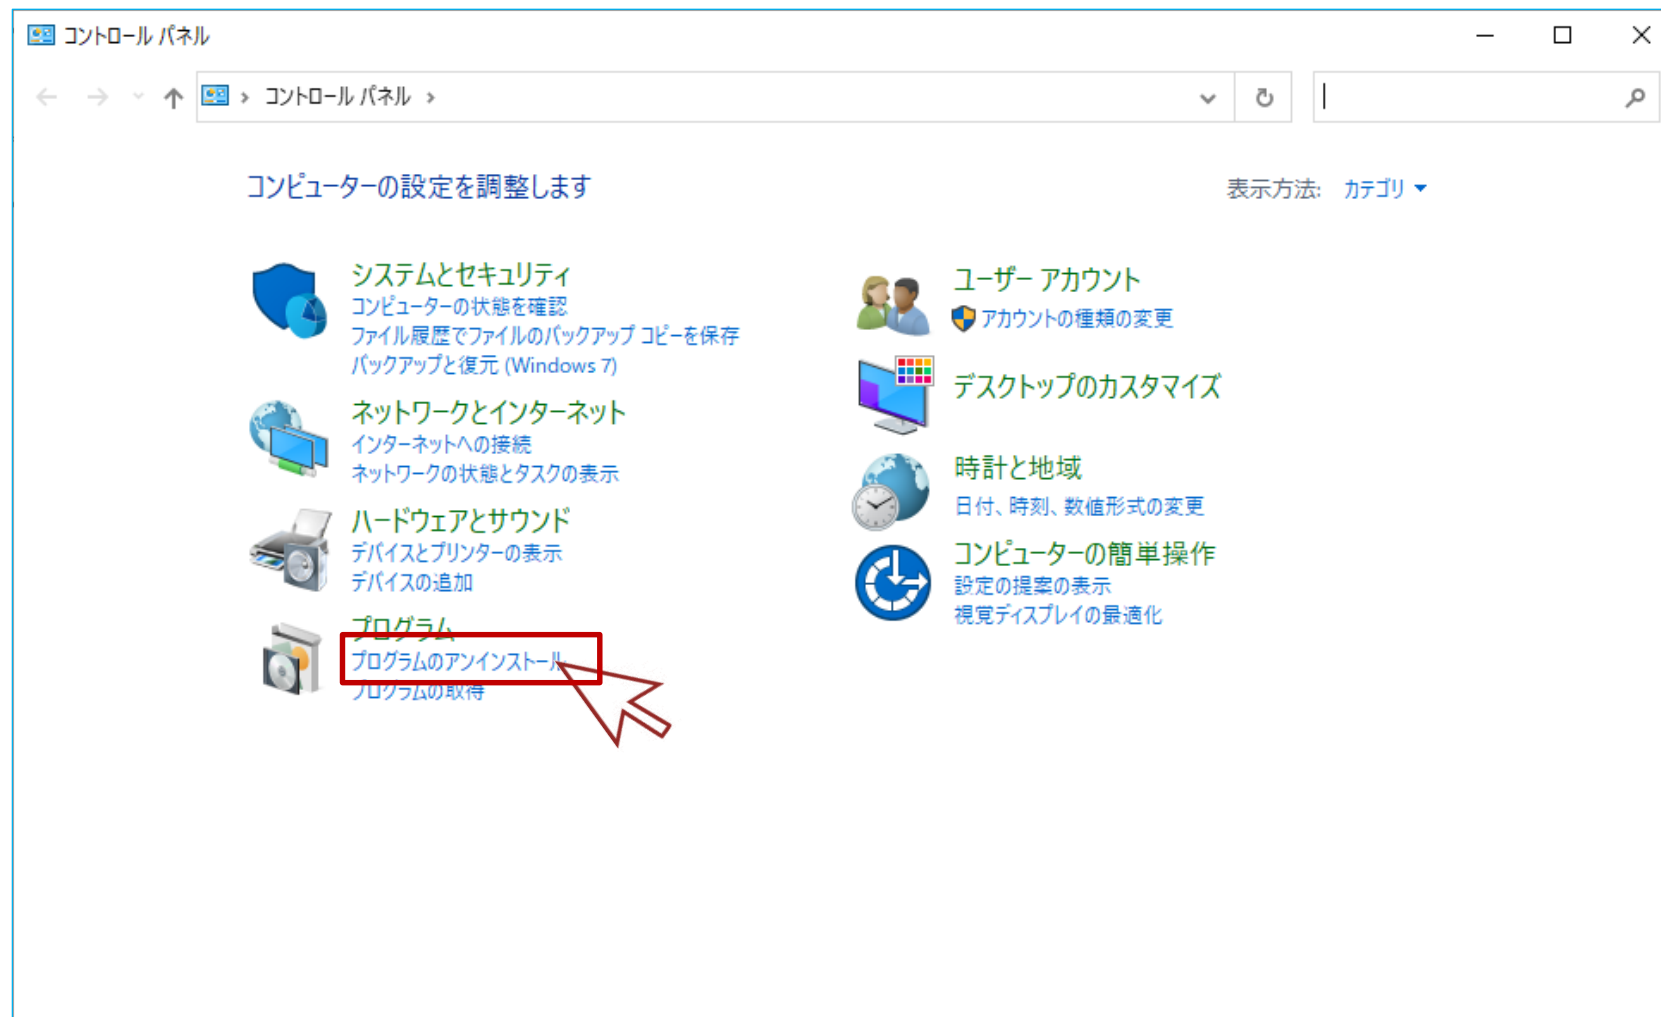 コントロール パネル
コントロール パネル
コンピューターの設定を調整します
表示方法: カテゴリ
システムとセキュリティ
コンピューターの状態を確認
ファイル履歴でファイルのバックアップ コピーを保存
バックアップと復元 (Windows 7)
ネットワークとインターネット
インターネットへの接続
ネットワークの状態とタスクの表示
ハードウェアとサウンド
デバイスとプリンターの表示
デバイスの追加
プログラム
プログラムのアンインストール
プログラムの取得
ユーザー アカウント
アカウントの種類の変更
デスクトップのカスタマイズ
時計と地域
日付、時刻、数値形式の変更
コンピューターの簡単操作
設定の提案の表示
視覚ディスプレイの最適化